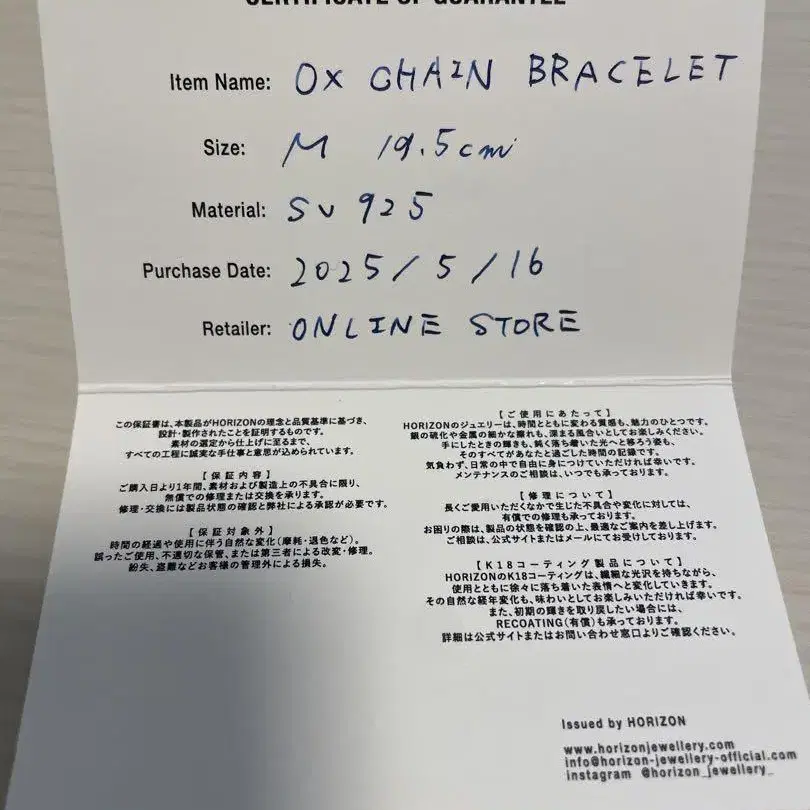 CERTIFICATE OF GUARANTEE
Item Name: OX CHAIN BRACELET
Size: M 19.5cm
Material: SV 925
Purchase Date: 2025/5/16
Retailer: ONLINE STORE
この保証書は、本製品がHORIZONの理念と品質基準に基づき、
設計・製作されたことを証明するものです。
素材の選定から仕上げに至るまで、
すべての工程に誠実な手仕事と意思が込められています。
【保証内容】
ご購入日より1年間、素材および製造上の不具合に限り、
無償での修理または交換を承ります。
修理・交換には製品状態の確認と弊社による承認が必要です。
【保証対象外】
時間の経過や使用に伴う自然な変化(摩耗・退色など)。
誤ったご使用、不適切な保管、または第三者による改変・修理。
紛失、盗難などお客様の管理外による損失。
【ご使用にあたって】
HORIZONのジュエリーは、時間とともに変わる質感も、魅力のひとつです。
銀の硫化や金属の細かな擦れも、深まる風合いとしてお楽しみください。
手にしたときの輝きも、鈍く落ち着いた光へと移ろう姿も、
そのすべてがあなたと過ごした時間の記録です。
気負わず、日常の中で自由に身につけていただければ幸いです。
メンテナンスのご相談は、いつでも承っております。
【修理について】
長くご愛用いただくなかで生じた不具合や変化に対しては、
有償での修理も承っております。
お困りの際は、製品の状態を確認の上、最適なご案内を差し上げます。
ご相談は、公式サイトまたはメールにてお受けしております。
【K18コーティング製品について】
HORIZONのK18コーティングは、繊細な光沢を持ちながら、
使用とともに徐々に落ち着いた表情へと変化していきます。
その自然な経年変化も、味わいとしてお楽しみいただければ幸いです。
また、初期の輝きを取り戻したい場合には、
RECOATING(有償)も承っております。
詳細は公式サイトまたはお問い合わせ窓口よりご確認ください。
Issued by HORIZON
www.horizonjewellery.com
info@horizon-jewellery-official.com
instagram @horizon_jewellery_